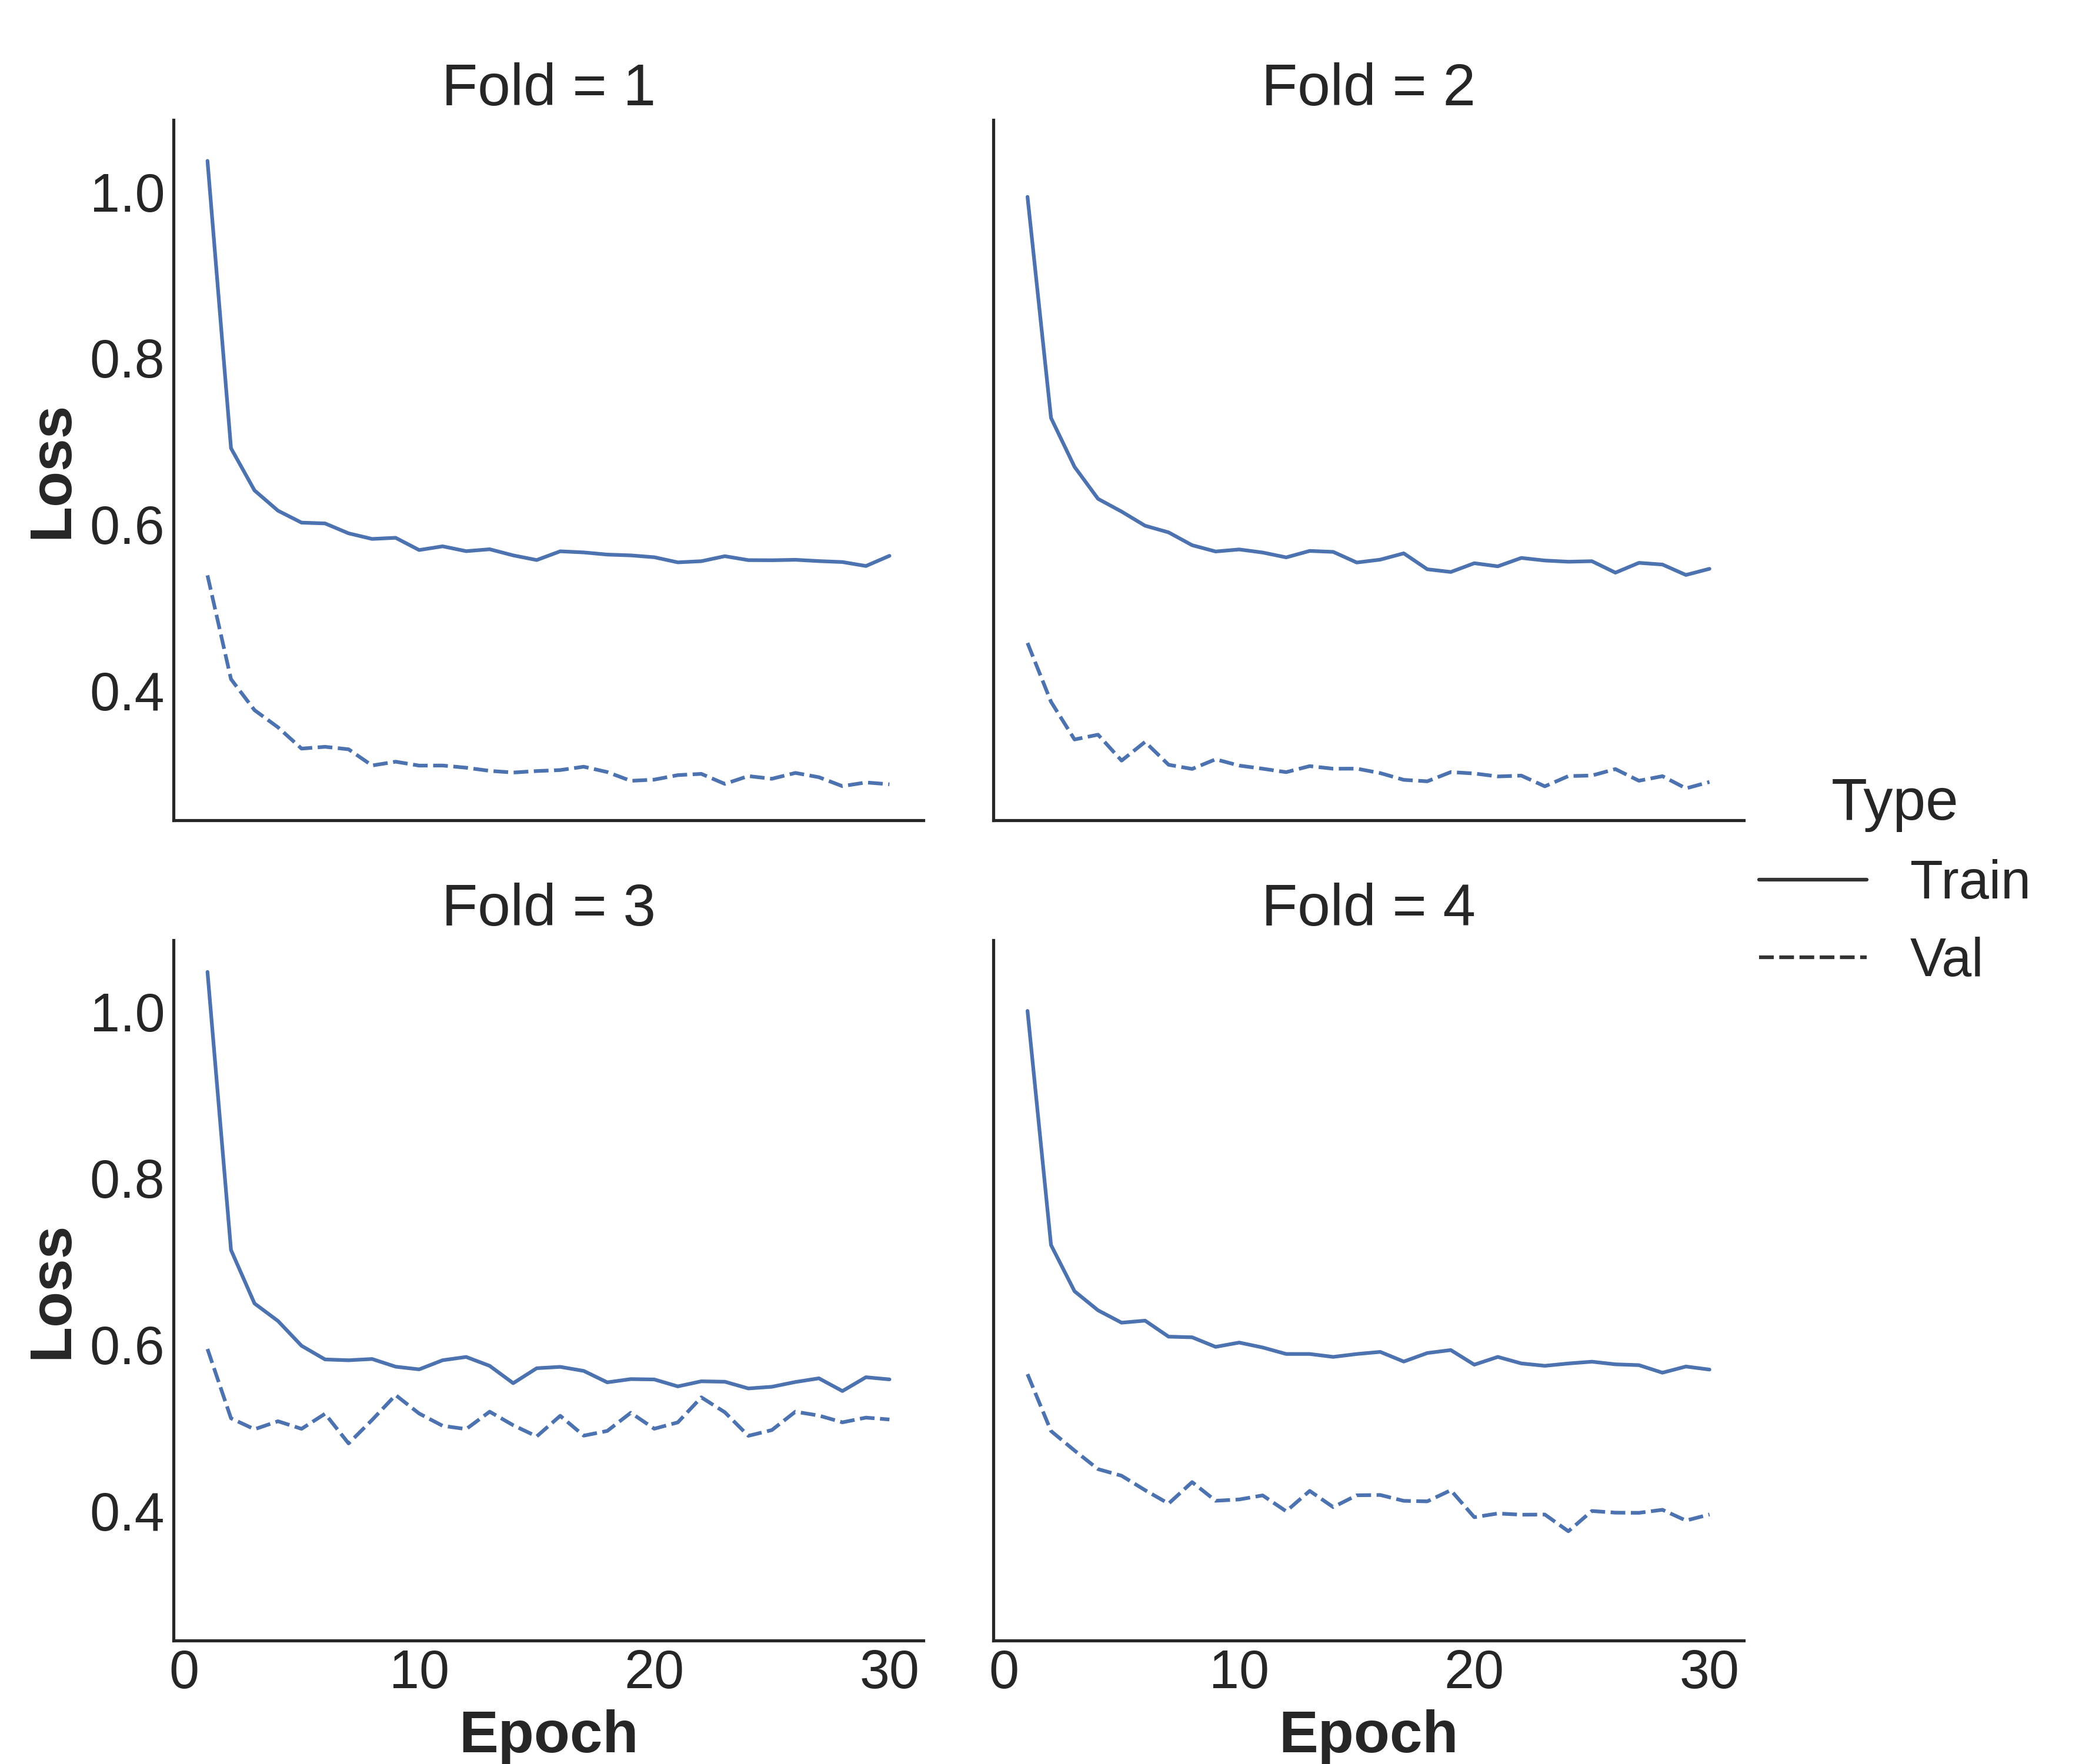 Fold = 1
Fold = 2
1.0
0.8
0.6
0.4
Loss
Type
Train
Val
Fold = 3
Fold = 4
1.0
0.8
0.6
0.4
Loss
0 10 20 30
0 10 20 30
Epoch
Epoch